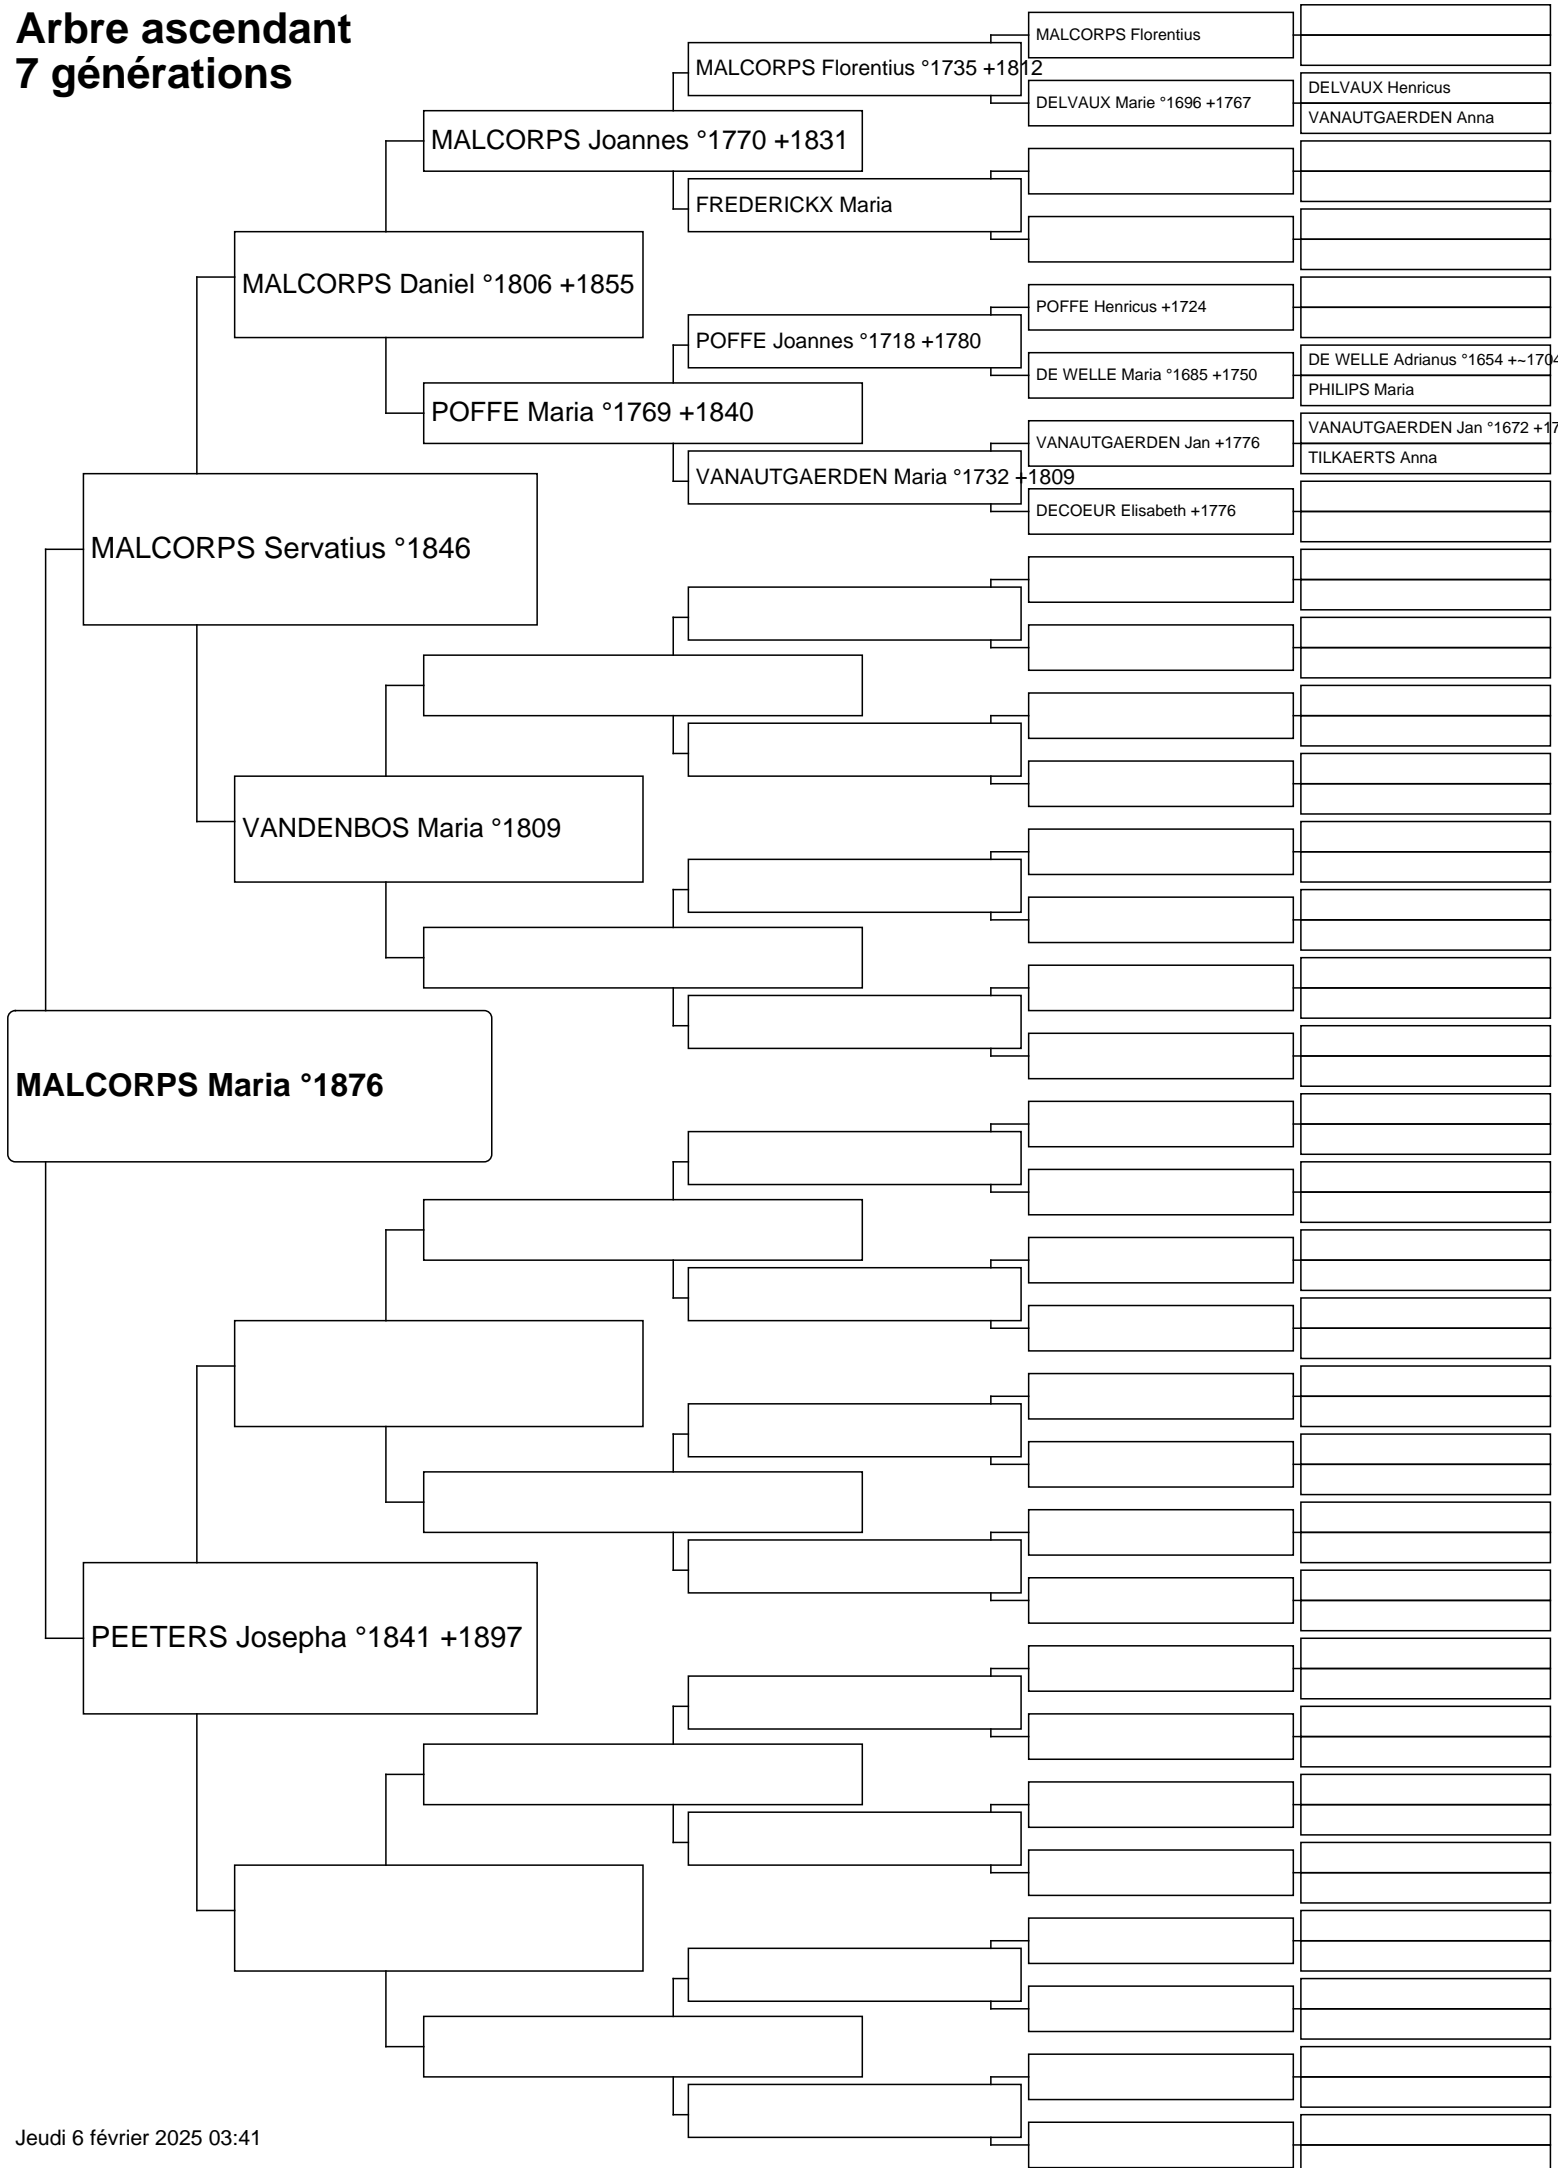 Arbre ascendant
7 générations
MALCORPS Florentius
MALCORPS Florentius °1735 +1812
DELVAUX Henricus
DELVAUX Marie °1696 +1767
VANAUTGAERDEN Anna
MALCORPS Joannes °1770 +1831
FREDERICKX Maria
MALCORPS Daniel °1806 +1855
POFFE Henricus +1724
POFFE Joannes °1718 +1780
DE WELLE Adrianus °1654 +~1704
DE WELLE Maria °1685 +1750
PHILIPS Maria
POFFE Maria °1769 +1840
VANAUTGAERDEN Jan °1672 +17
VANAUTGAERDEN Jan +1776
TILKAERTS Anna
VANAUTGAERDEN Maria °1732 +1809
DECOEUR Elisabeth +1776
MALCORPS Servatius °1846
VANDENBOS Maria °1809
MALCORPS Maria °1876
PEETERS Josepha °1841 +1897
Jeudi 6 février 2025 03:41